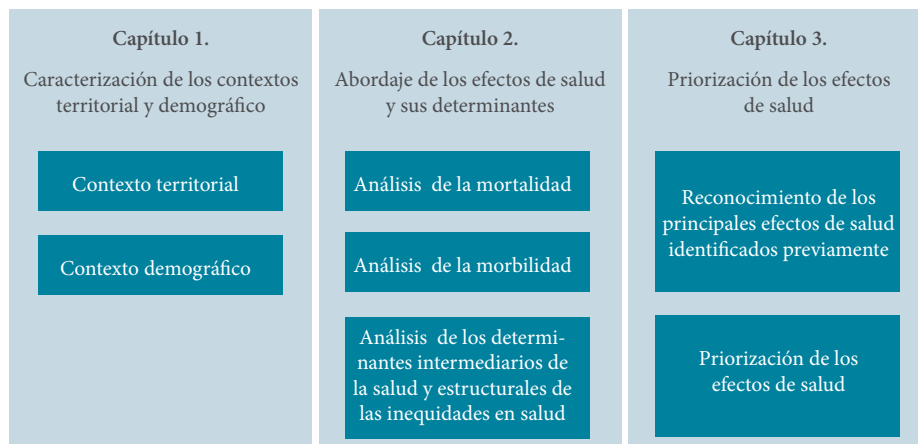 Capítulo 1.
Caracterización de los contextos
territorial y demográfico
Contexto territorial
Contexto demográfico
Capítulo 2.
Abordaje de los efectos de salud
y sus determinantes
Análisis de la mortalidad
Análisis de la morbilidad
Análisis de los determi-
nantes intermediarios de
la salud y estructurales de
las inequidades en salud
Capítulo 3.
Priorización de los efectos
de salud
Reconocimiento de los
principales efectos de salud
identificados previamente
Priorización de los
efectos de salud